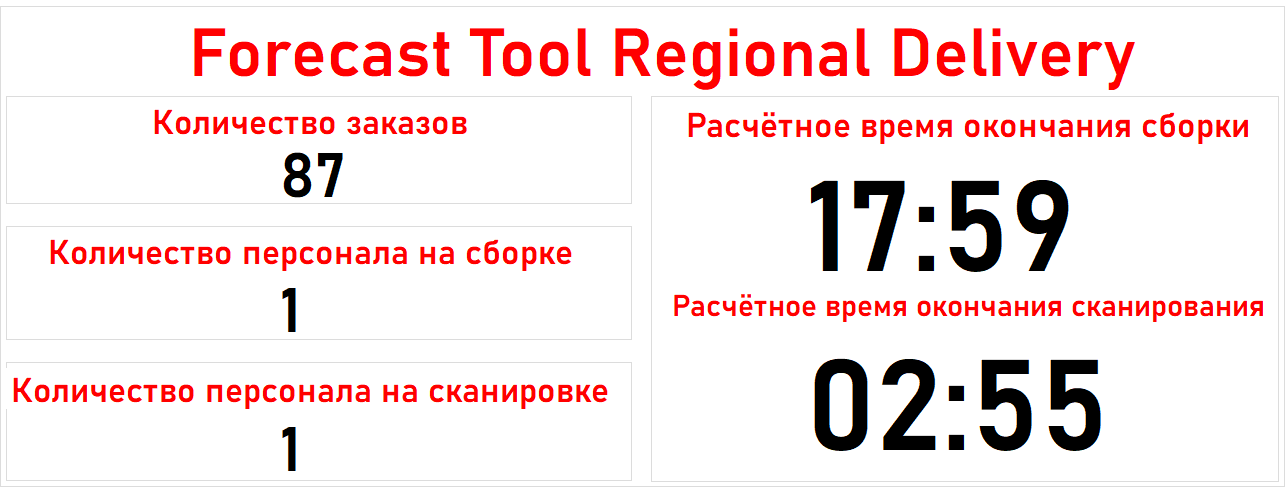 Forecast Tool Regional Delivery
Количество заказов
87
Количество персонала на сборке
1
Количество персонала на сканировке
1
Расчётное время окончания сборки
17:59
Расчётное время окончания сканирования
02:55